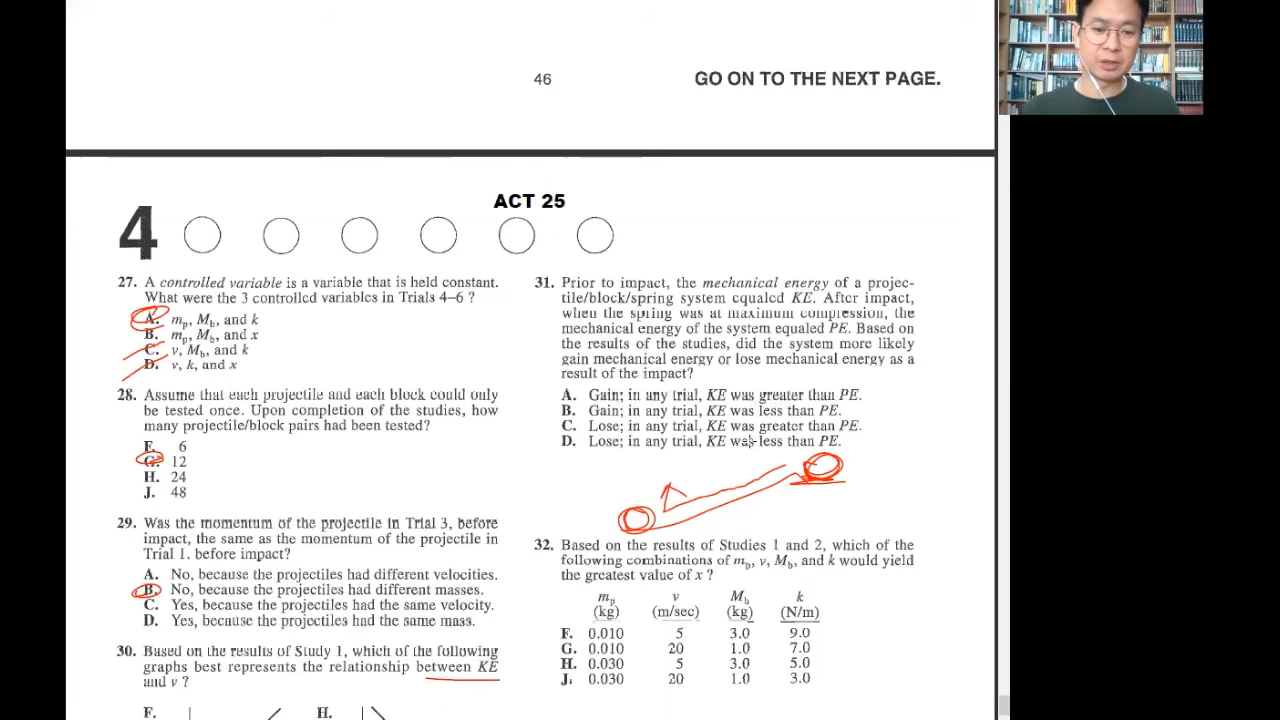 46
GO ON TO THE NEXT PAGE.
ACT 25
4
27. A controlled variable is a variable that is held constant.
What were the 3 controlled variables in Trials 4–6 ?
A. mp, Mb, and k
B. mp, Mb, and x
C. v, Mb, and k
D. v, k, and x
28. Assume that each projectile and each block could only
be tested once. Upon completion of the studies, how
many projectile/block pairs had been tested?
F. 6
G. 12
H. 24
J. 48
29. Was the momentum of the projectile in Trial 3, before
impact, the same as the momentum of the projectile in
Trial 1, before impact?
A. No, because the projectiles had different velocities.
B. No, because the projectiles had different masses.
C. Yes, because the projectiles had the same velocity.
D. Yes, because the projectiles had the same mass.
30. Based on the results of Study 1, which of the following
graphs best represents the relationship between KE
and v ?
F.
H.
31. Prior to impact, the mechanical energy of a projec-
tile/block/spring system equaled KE. After impact,
when the spring was at maximum compression, the
mechanical energy of the system equaled PE. Based on
the results of the studies, did the system more likely
gain mechanical energy or lose mechanical energy as a
result of the impact?
A. Gain; in any trial, KE was greater than PE.
B. Gain; in any trial, KE was less than PE.
C. Lose; in any trial, KE was greater than PE.
D. Lose; in any trial, KE was less than PE.
32. Based on the results of Studies 1 and 2, which of the
following combinations of mp, v, Mb, and k would yield
the greatest value of x ?
mp v Mb k
(kg) (m/sec) (kg) (N/m)
F. 0.010 5 3.0 9.0
G. 0.010 20 1.0 7.0
H. 0.030 5 3.0 5.0
J. 0.030 20 1.0 3.0